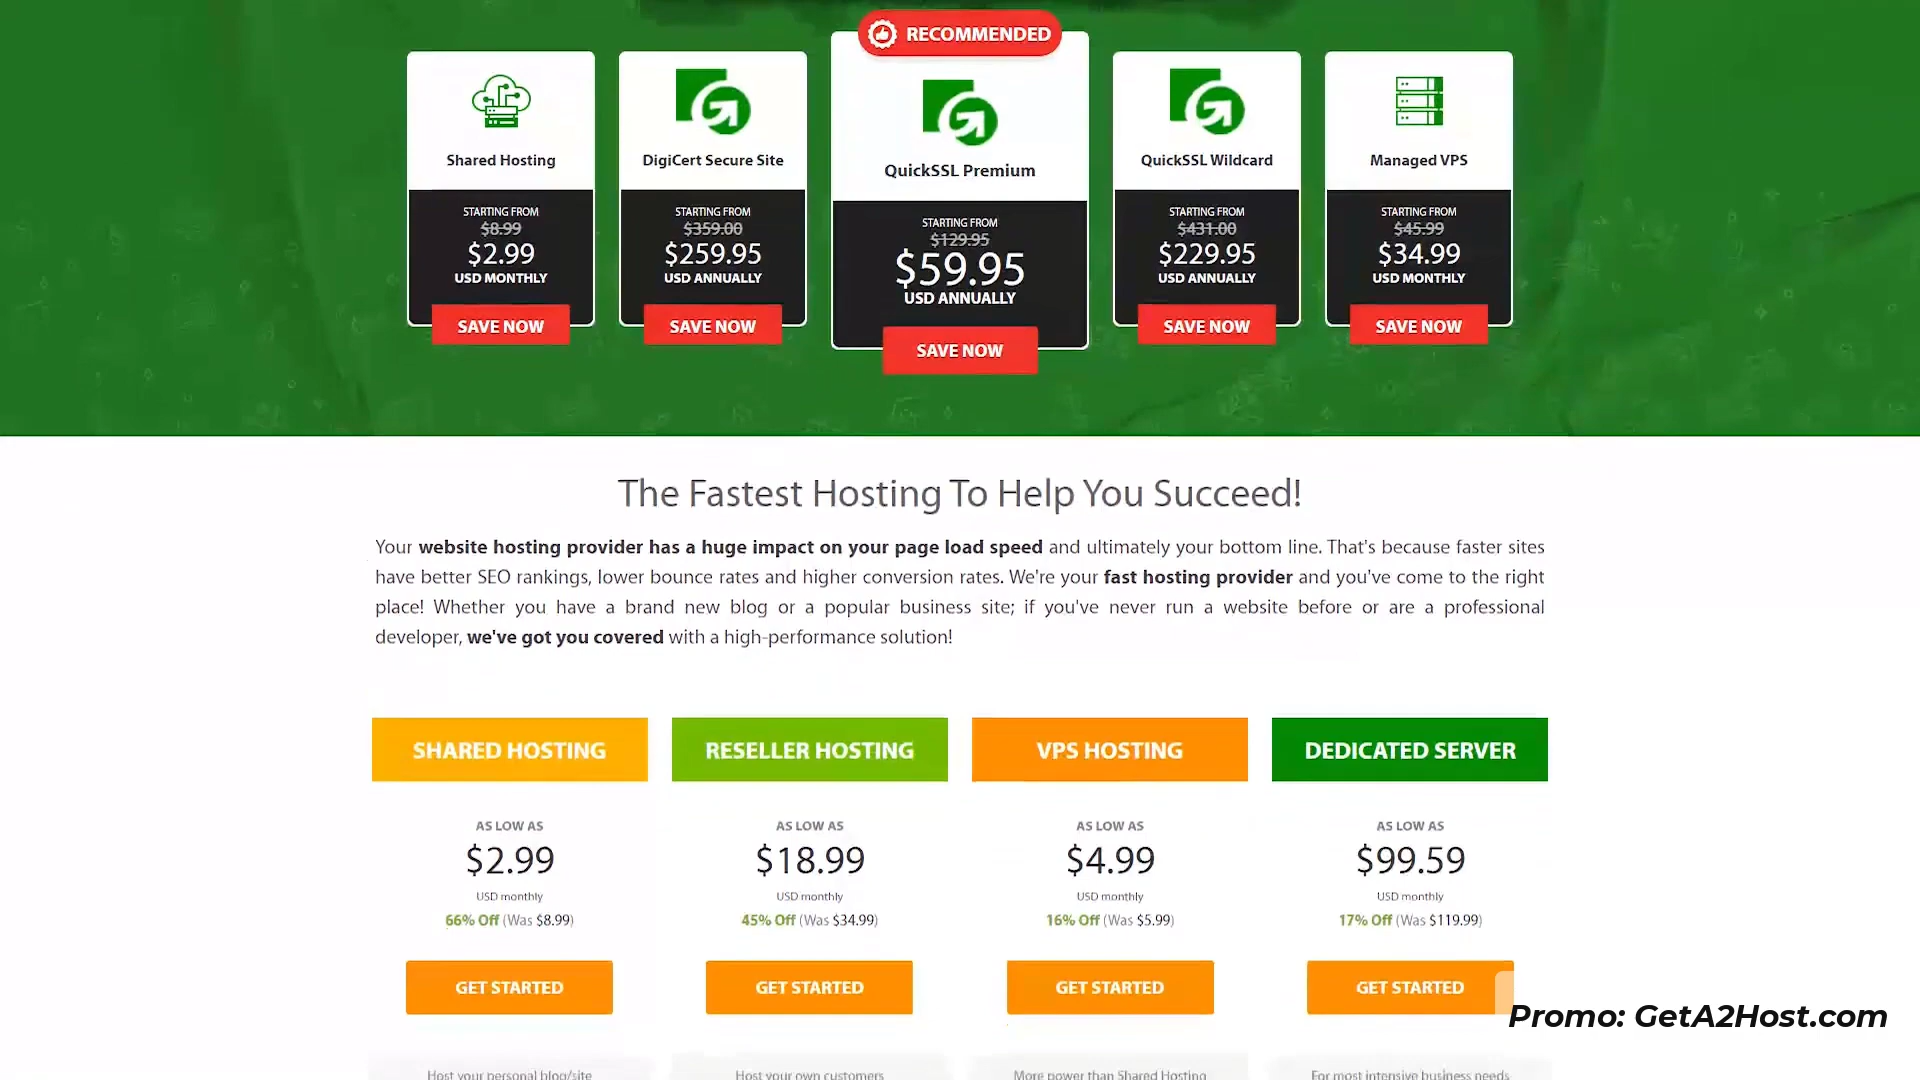 RECOMMENDED
Shared Hosting
STARTING FROM
$8.99
$2.99
USD MONTHLY
SAVE NOW
DigiCert Secure Site
STARTING FROM
$359.00
$259.95
USD ANNUALLY
SAVE NOW
QuickSSL Premium
STARTING FROM
$129.95
$59.95
USD ANNUALLY
SAVE NOW
QuickSSL Wildcard
STARTING FROM
$431.00
$229.95
USD ANNUALLY
SAVE NOW
Managed VPS
STARTING FROM
$45.99
$34.99
USD MONTHLY
SAVE NOW
The Fastest Hosting To Help You Succeed!
Your website hosting provider has a huge impact on your page load speed and ultimately your bottom line. That's because faster sites
have better SEO rankings, lower bounce rates and higher conversion rates. We're your fast hosting provider and you've come to the right
place! Whether you have a brand new blog or a popular business site; if you've never run a website before or are a professional
developer, we've got you covered with a high-performance solution!
SHARED HOSTING
AS LOW AS
$2.99
USD monthly
66% Off (Was $8.99)
GET STARTED
Host your personal blog/site
RESELLER HOSTING
AS LOW AS
$18.99
USD monthly
45% Off (Was $34.99)
GET STARTED
Host your own customers
VPS HOSTING
AS LOW AS
$4.99
USD monthly
16% Off (Was $5.99)
GET STARTED
More power than Shared Hosting
DEDICATED SERVER
AS LOW AS
$99.59
USD monthly
17% Off (Was $119.99)
GET STARTED
For most intensive business needs
Promo: GetA2Host.com